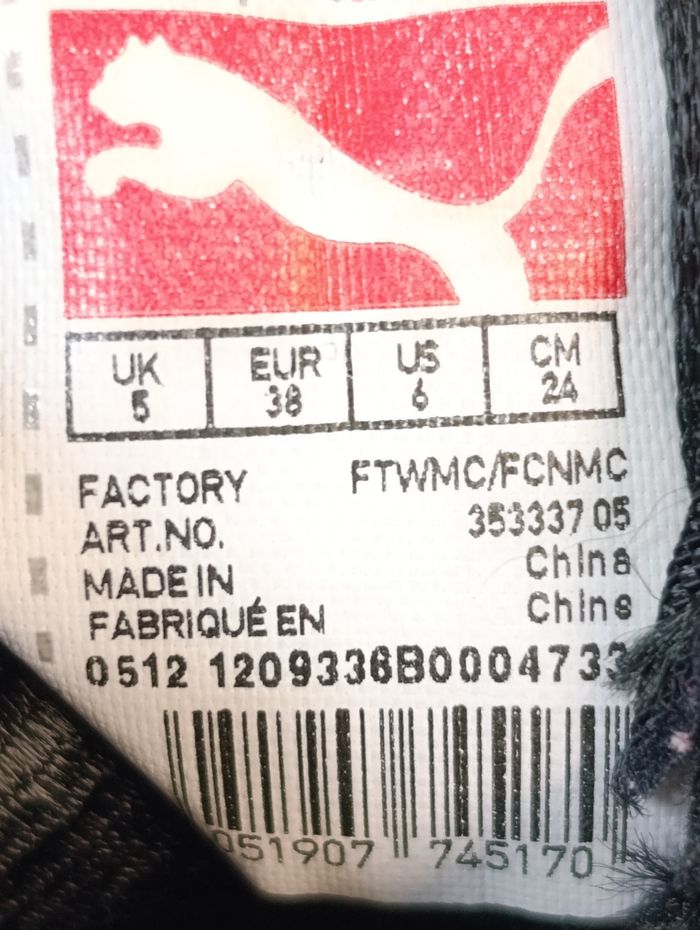 UK EUR US CM
5 38 6 24
FACTORY FTWMC/FCNMC
ART.NO. 353337 05
MADE IN China
FABRIQUÉ EN Chine
0512 1209336B0004733
051907 745170